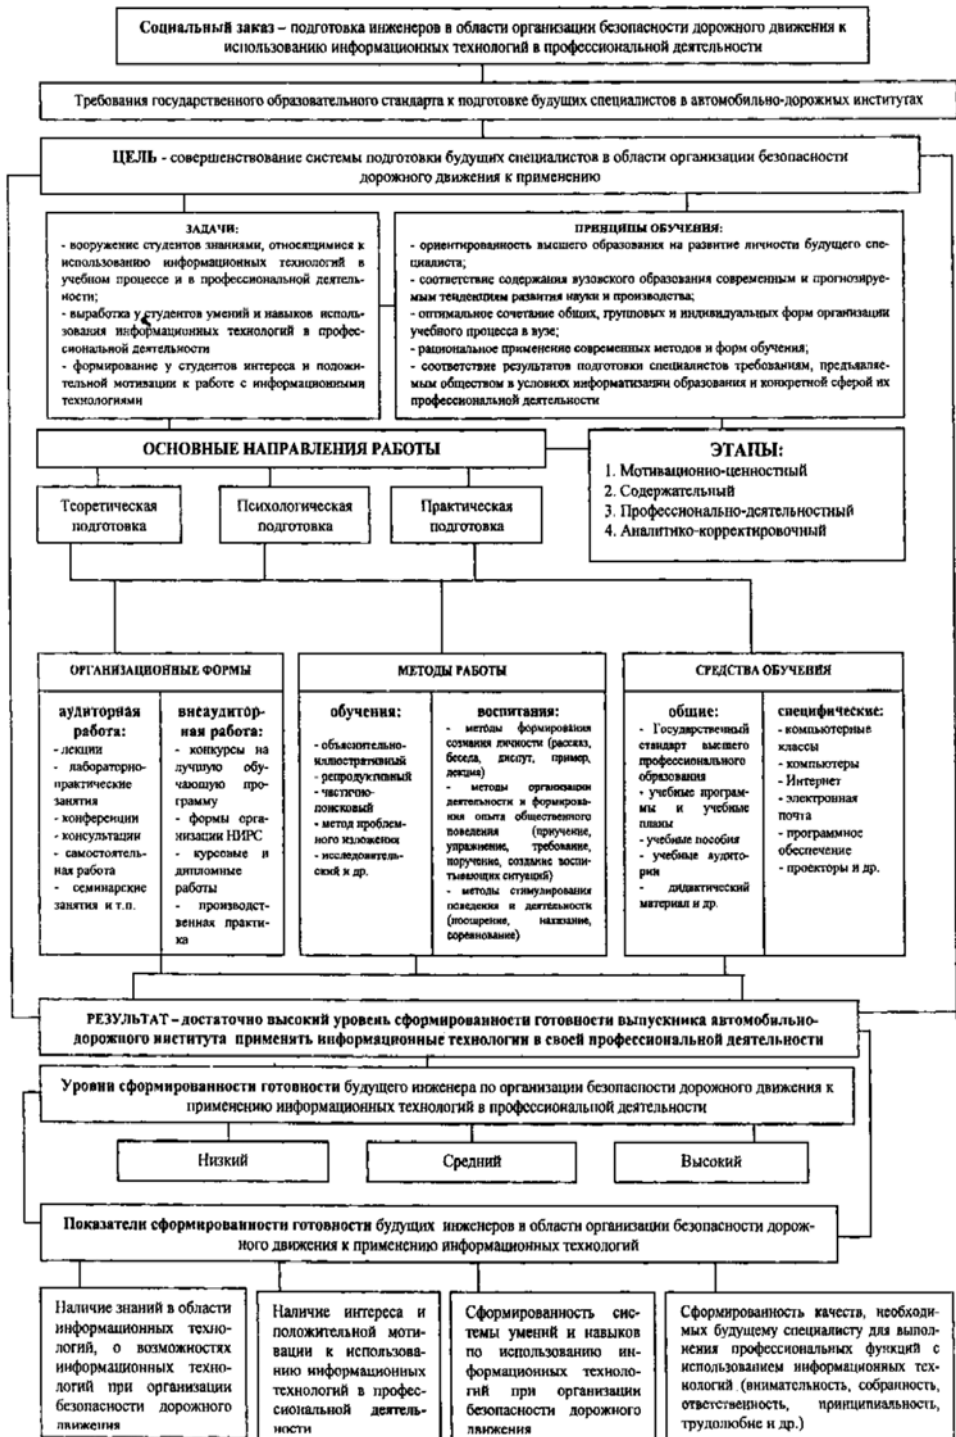 Социальный заказ – подготовка инженеров в области организации безопасности дорожного движения к
использованию информационных технологий в профессиональной деятельности
Требования государственного образовательного стандарта к подготовке будущих специалистов в автомобильно-дорожных институтах
ЦЕЛЬ - совершенствование системы подготовки будущих специалистов в области организации безопасности
дорожного движения к применению
ЗАДАЧИ:
- вооружение студентов знаниями, относящимися к
использованию информационных технологий в
учебном процессе и в профессиональной деятель-
ности;
- выработка у студентов умений и навыков исполь-
зования информационных технологий в профес-
сиональной деятельности
- формирование у студентов интереса и положи-
тельной мотивации к работе с информационными
технологиями
ПРИНЦИПЫ ОБУЧЕНИЯ:
- ориентированность высшего образования на развитие личности будущего спе-
циалиста;
- соответствие содержания вузовского образования современным и прогнозируе-
мым тенденциям развития науки и производства;
- оптимальное сочетание общих, групповых и индивидуальных форм организации
учебного процесса в вузе;
- рациональное применение современных методов и форм обучения;
- соответствие результатов подготовки специалистов требованиям, предъявляе-
мым обществом в условиях информатизации образования и конкретной сферой их
профессиональной деятельности
ОСНОВНЫЕ НАПРАВЛЕНИЯ РАБОТЫ
ЭТАПЫ:
1. Мотивационно-ценностный
2. Содержательный
3. Профессионально-деятельностный
4. Аналитико-корректировочный
Теоретическая
подготовка
Психологическая
подготовка
Практическая
подготовка
ОРГАНИЗАЦИОННЫЕ ФОРМЫ
аудиторная
работа:
- лекции
- лабораторно-
практические
занятия
- конференции
- консультации
- самостоятель-
ная работа
- семинарские
занятия и т.п.
внеаудитор-
ная работа:
- конкурсы на
лучшую обу-
чающую про-
грамму
- формы орга-
низации НИРС
- курсовые и
дипломные
работы
- производст-
венная практи-
ка
МЕТОДЫ РАБОТЫ
обучения:
- объяснительно-
иллюстративный
- репродуктивный
- частично-
поисковый
- метод проблем-
ного изложения
- исследователь-
ский и др.
воспитания:
- методы формирования
сознания личности (рассказ,
беседа, диспут, пример,
лекция)
- методы организации
деятельности и формирова-
ния опыта общественного
поведения (приучение,
упражнение, требование,
поручение, создание воспи-
тывающих ситуаций)
- методы стимулирования
поведения и деятельности
(поощрение, наказание,
соревнование)
СРЕДСТВА ОБУЧЕНИЯ
общие:
- Государственный
стандарт высшего
профессионального
образования
- учебные програм-
мы и учебные
планы
- учебные пособия
- учебные аудито-
рии
- дидактический
материал и др.
специфические:
- компьютерные
классы
- компьютеры
- Интернет
- электронная
почта
- программное
обеспечение
- проекторы и др.
РЕЗУЛЬТАТ – достаточно высокий уровень сформированности готовности выпускника автомобильно-
дорожного института применять информационные технологии в своей профессиональной деятельности
Уровни сформированности готовности будущего инженера по организации безопасности дорожного движения к
применению информационных технологий в профессиональной деятельности
Низкий
Средний
Высокий
Показатели сформированности готовности будущих инженеров в области организации безопасности дорож-
ного движения к применению информационных технологий
Наличие знаний в области
информационных техно-
логий, о возможностях
информационных техно-
логий при организации
безопасности дорожного
движения
Наличие интереса и
положительной моти-
вации к использова-
нию информационных
технологий в профес-
сиональной деятель-
ности
Сформированность сис-
темы умений и навыков
по использованию ин-
формационных техноло-
гий при организации
безопасности дорожного
движения
Сформированность качеств, необходи-
мых будущему специалисту для выпол-
нения профессиональных функций с
использованием информационных тех-
нологий (внимательность, собранность,
ответственность, принципиальность,
трудолюбие и др.)